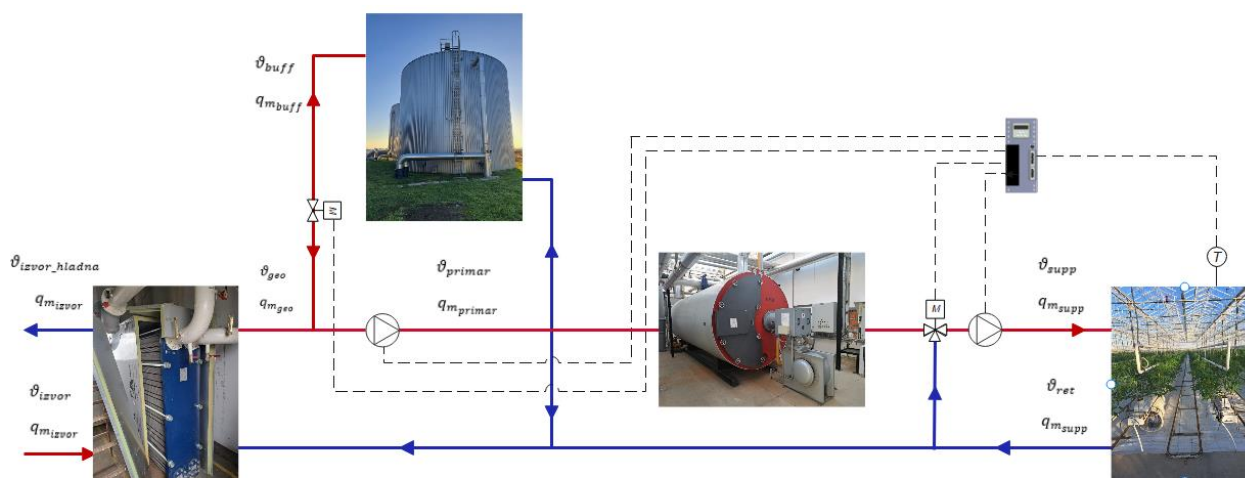 ϑ_buff
q_m_buff
M
ϑ_izvor_hladna
q_m_izvor
ϑ_geo
q_m_geo
ϑ_primar
q_m_primar
M
ϑ_supp
q_m_supp
T
ϑ_izvor
q_m_izvor
ϑ_ret
q_m_supp